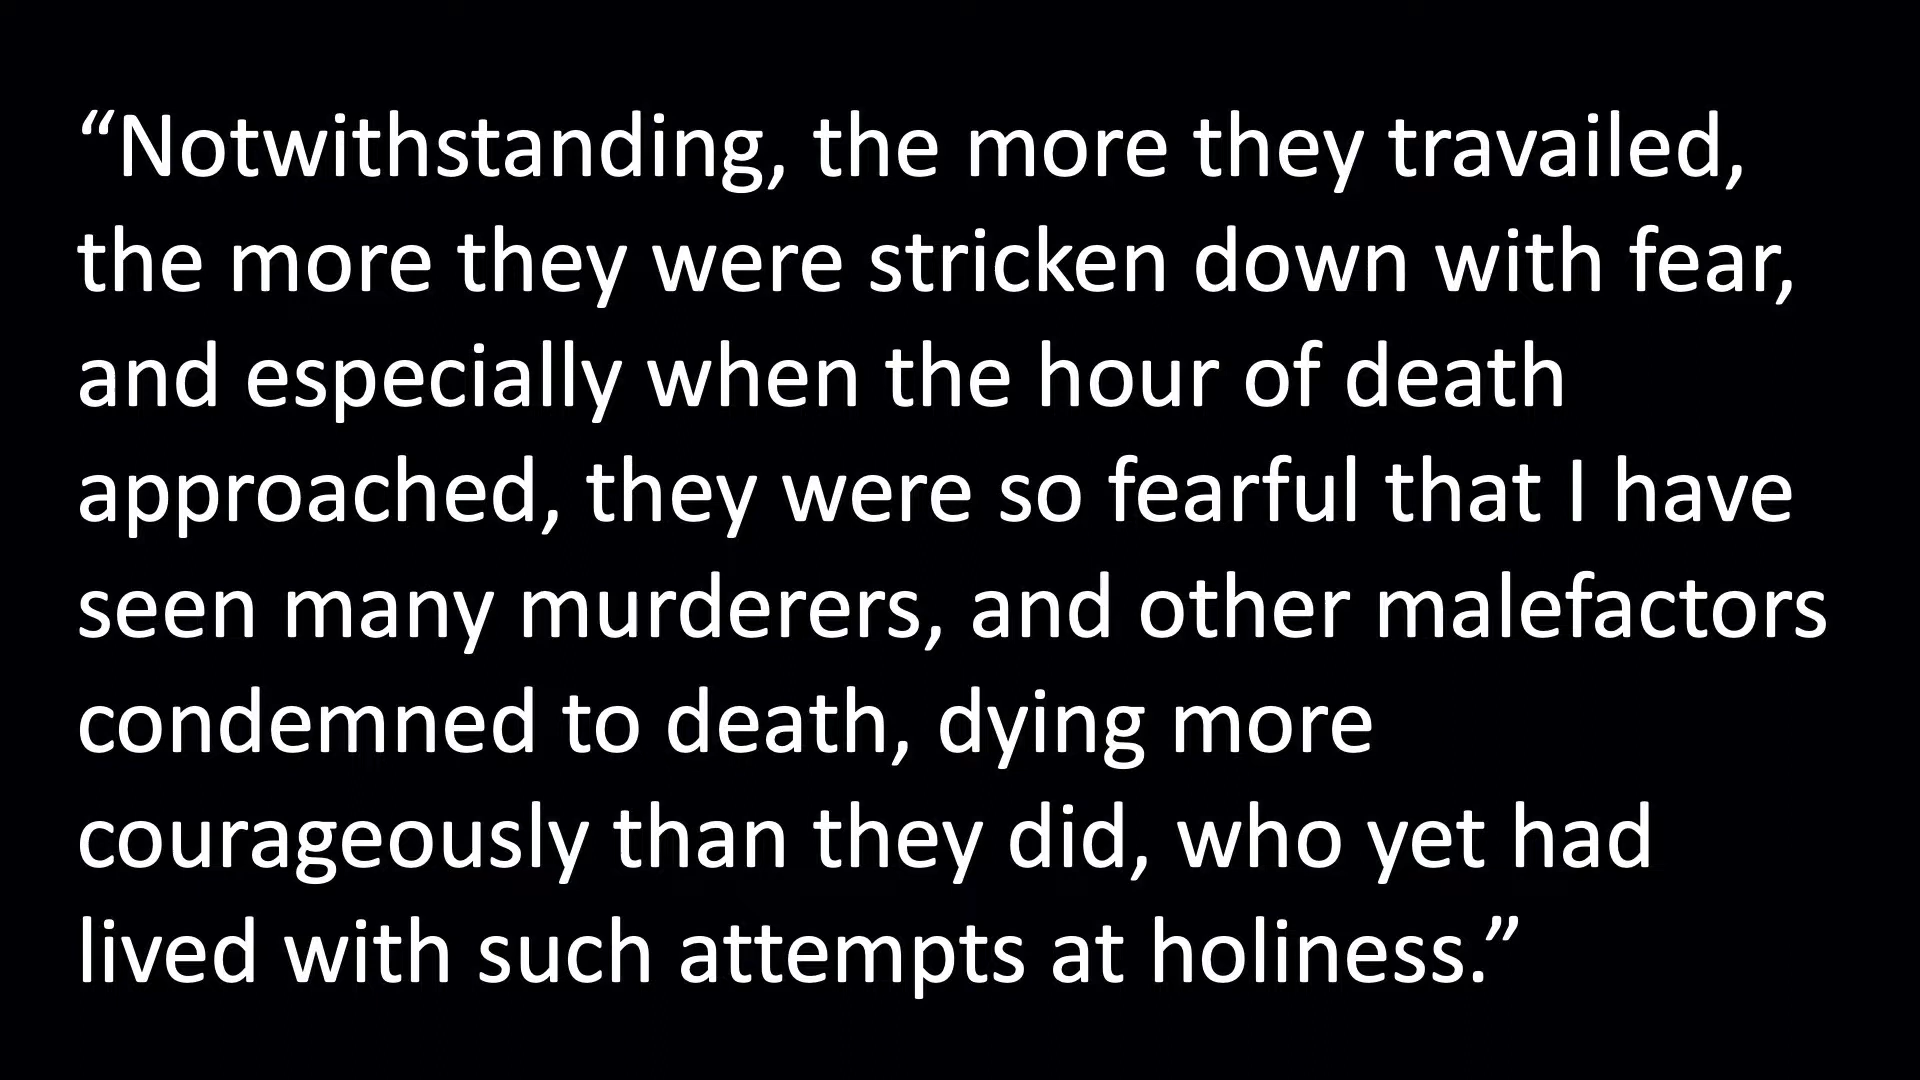 “Notwithstanding, the more they travailed,
the more they were stricken down with fear,
and especially when the hour of death
approached, they were so fearful that I have
seen many murderers, and other malefactors
condemned to death, dying more
courageously than they did, who yet had
lived with such attempts at holiness.”